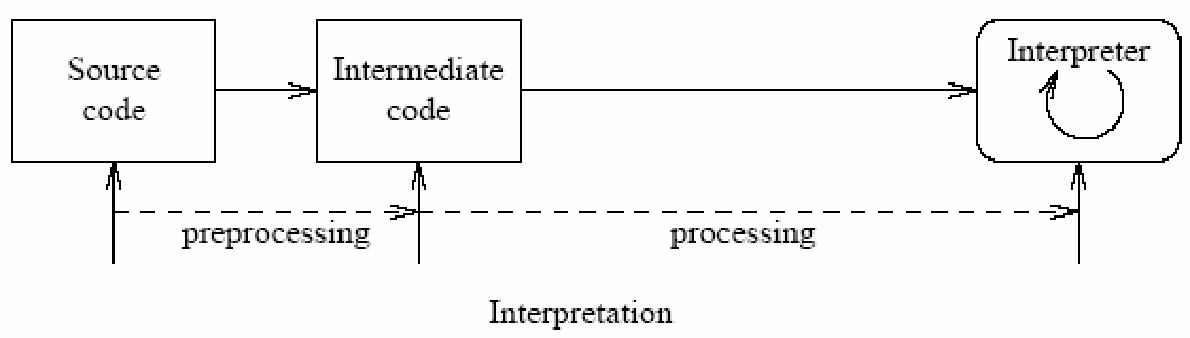 Source
code
Intermediate
code
Interpreter
preprocessing
processing
Interpretation